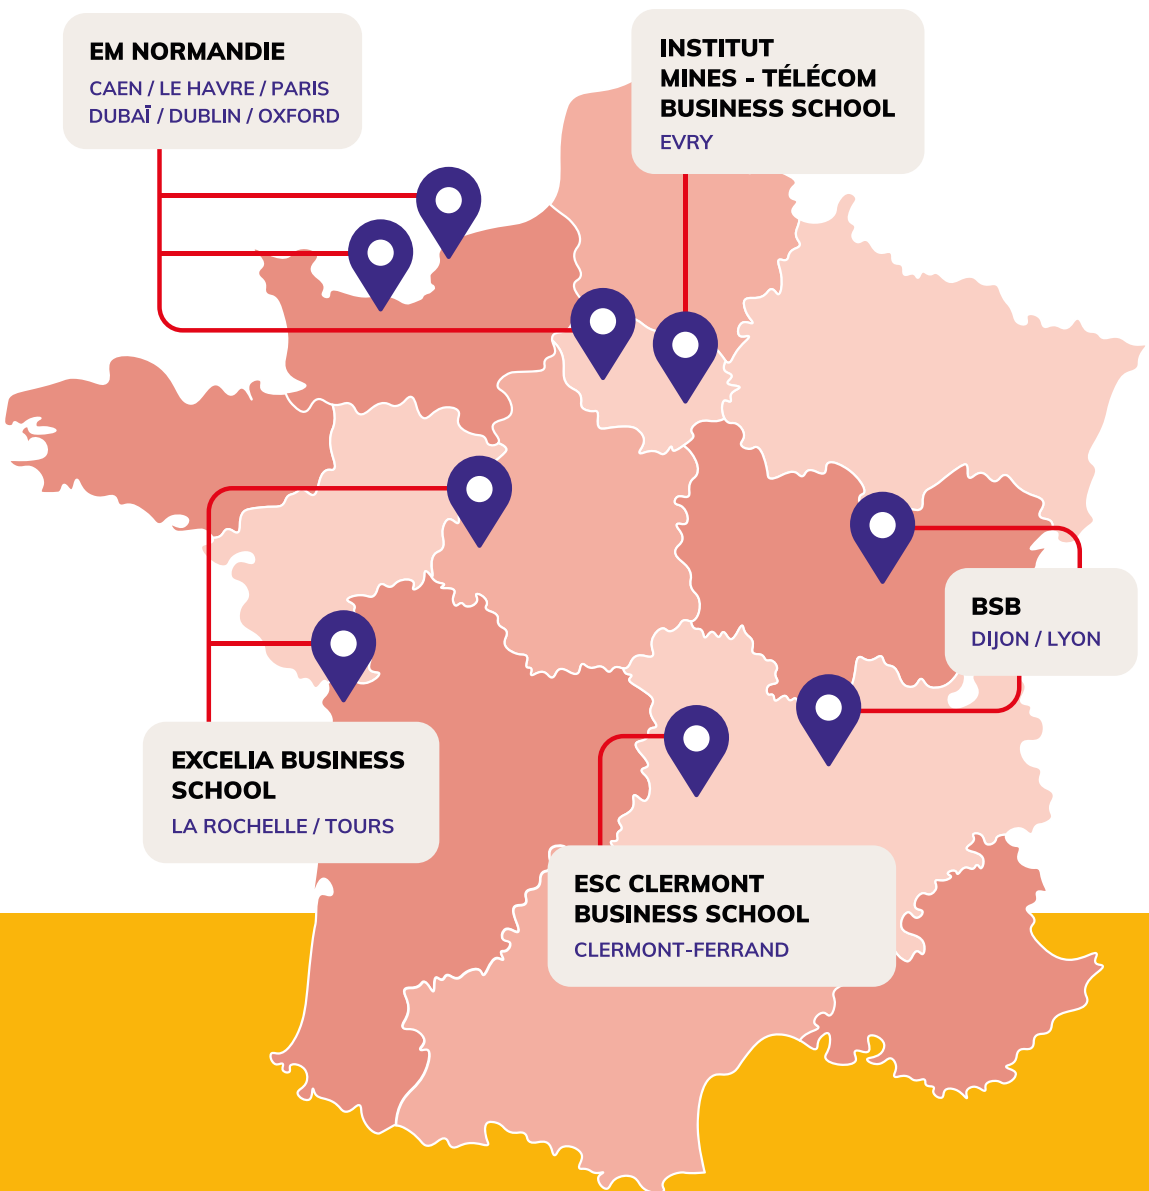 EM NORMANDIE
CAEN / LE HAVRE / PARIS
DUBAÏ / DUBLIN / OXFORD
INSTITUT
MINES - TÉLÉCOM
BUSINESS SCHOOL
EVRY
BSB
DIJON / LYON
EXCELIA BUSINESS
SCHOOL
LA ROCHELLE / TOURS
ESC CLERMONT
BUSINESS SCHOOL
CLERMONT-FERRAND